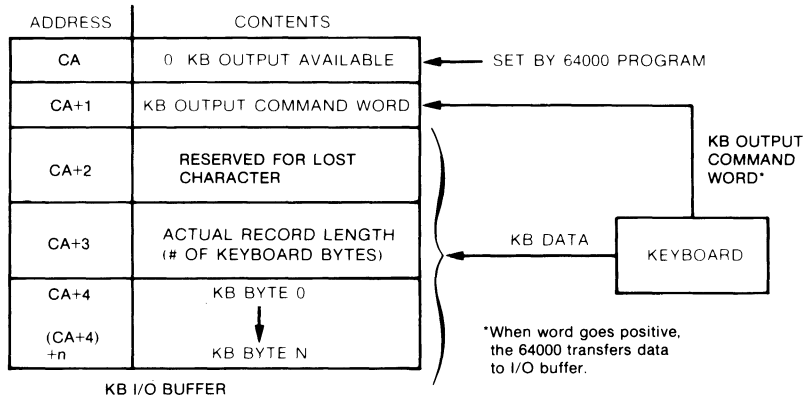 ADDRESS CONTENTS
CA 0 KB OUTPUT AVAILABLE SET BY 64000 PROGRAM
CA+1 KB OUTPUT COMMAND WORD
KB OUTPUT
COMMAND
WORD*
CA+2 RESERVED FOR LOST
CHARACTER
CA+3 ACTUAL RECORD LENGTH
(# OF KEYBOARD BYTES)
KB DATA
KEYBOARD
CA+4 KB BYTE 0
(CA+4)
+n KB BYTE N
*When word goes positive,
the 64000 transfers data
to I/O buffer.
KB I/O BUFFER